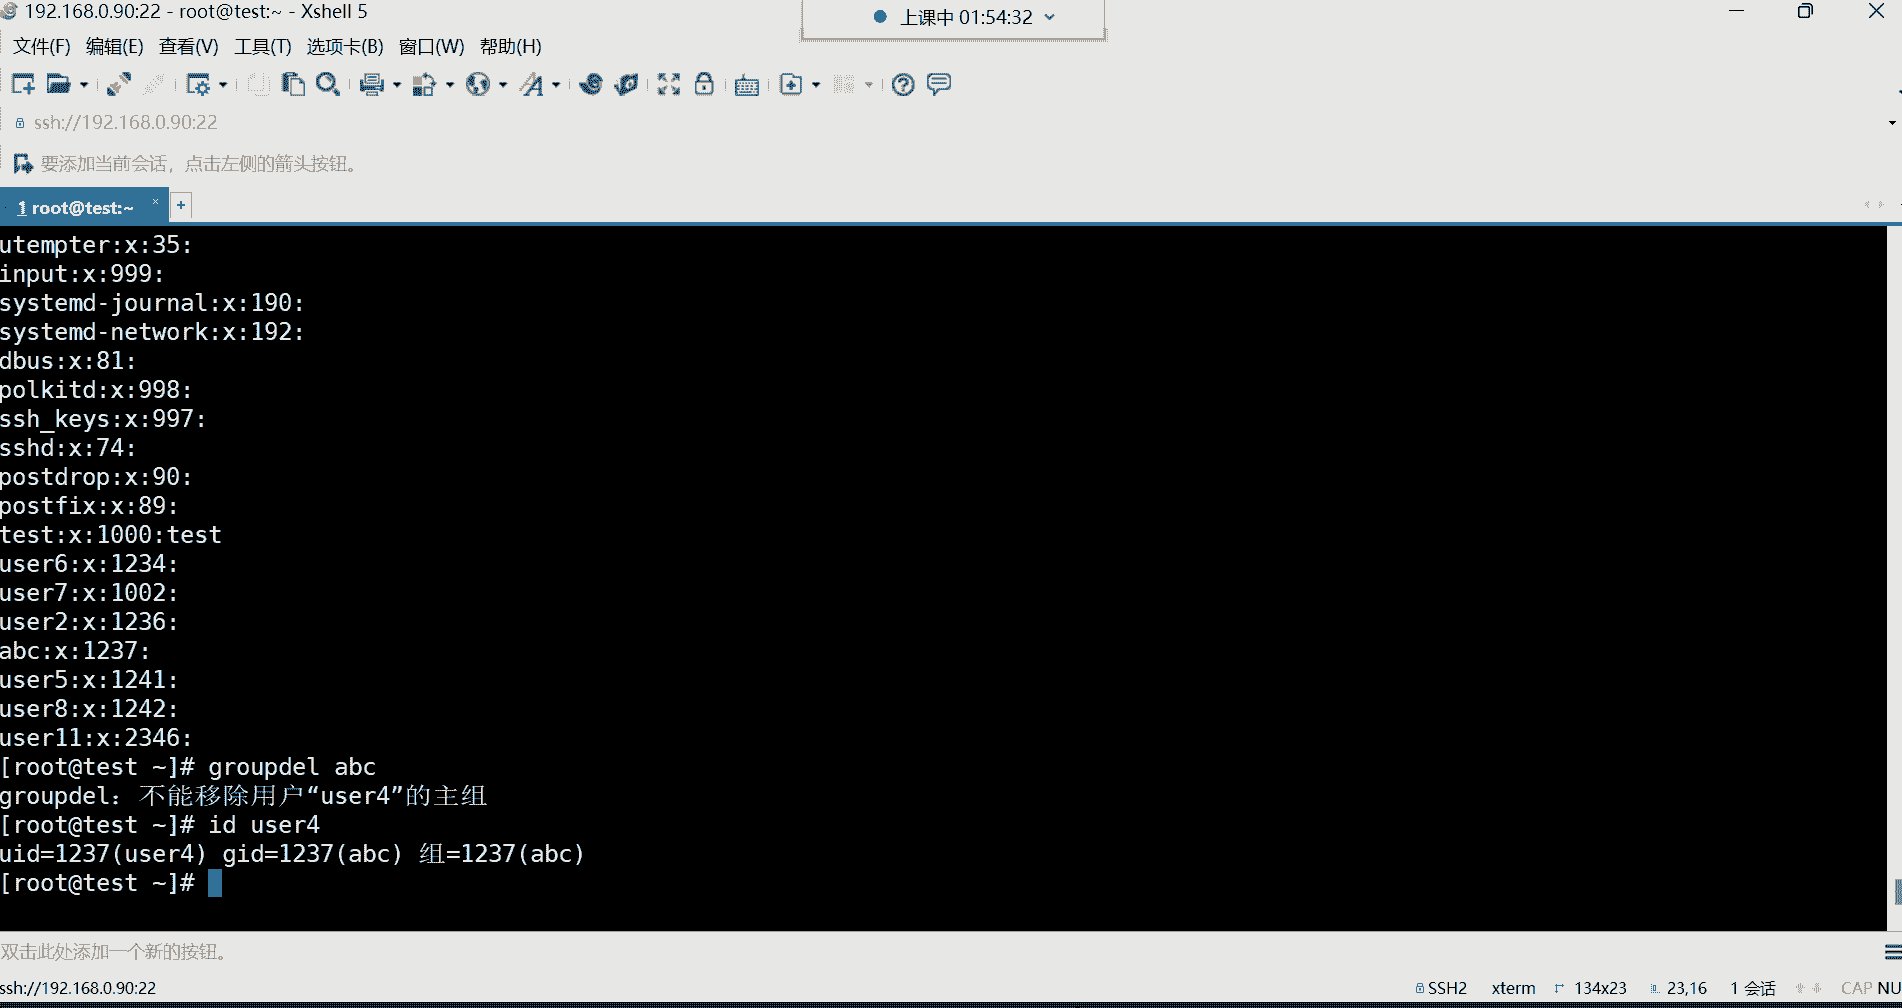 192.168.0.90:22 - root@test:~ - Xshell 5
上课中 01:54:32
文件(F) 编辑(E) 查看(V) 工具(T) 选项卡(B) 窗口(W) 帮助(H)
ssh://192.168.0.90:22
要添加当前会话，点击左侧的箭头按钮。
1 root@test:~ × +
utempter:x:35:
input:x:999:
systemd-journal:x:190:
systemd-network:x:192:
dbus:x:81:
polkitd:x:998:
ssh_keys:x:997:
sshd:x:74:
postdrop:x:90:
postfix:x:89:
test:x:1000:test
user6:x:1234:
user7:x:1002:
user2:x:1236:
abc:x:1237:
user5:x:1241:
user8:x:1242:
user11:x:2346:
[root@test ~]# groupdel abc
groupdel：不能移除用户“user4”的主组
[root@test ~]# id user4
uid=1237(user4) gid=1237(abc) 组=1237(abc)
[root@test ~]#
双击此处添加一个新的按钮。
ssh://192.168.0.90:22 SSH2 xterm 134x23 23,16 1 会话 CAP NU